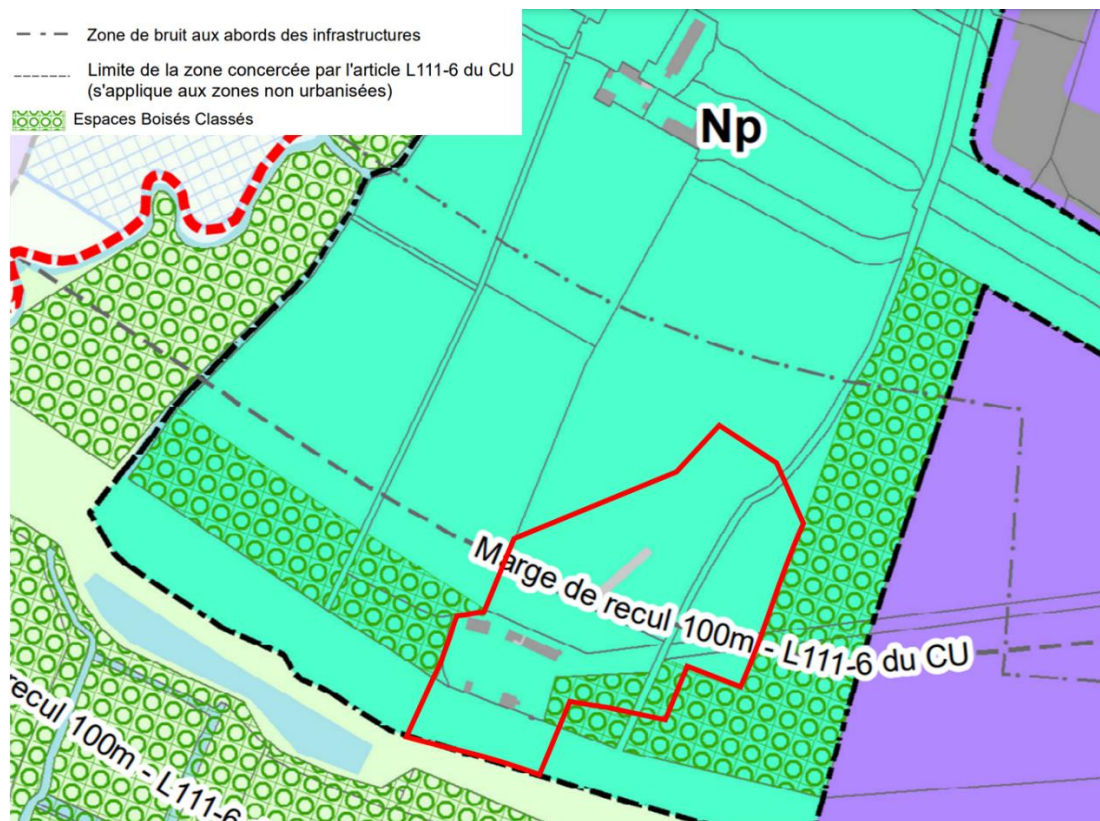 Zone de bruit aux abords des infrastructures
Limite de la zone concercée par l'article L111-6 du CU
(s'applique aux zones non urbanisées)
Espaces Boisés Classés
Np
Marge de recul 100m - L111-6 du CU
recul 100m - L111-6